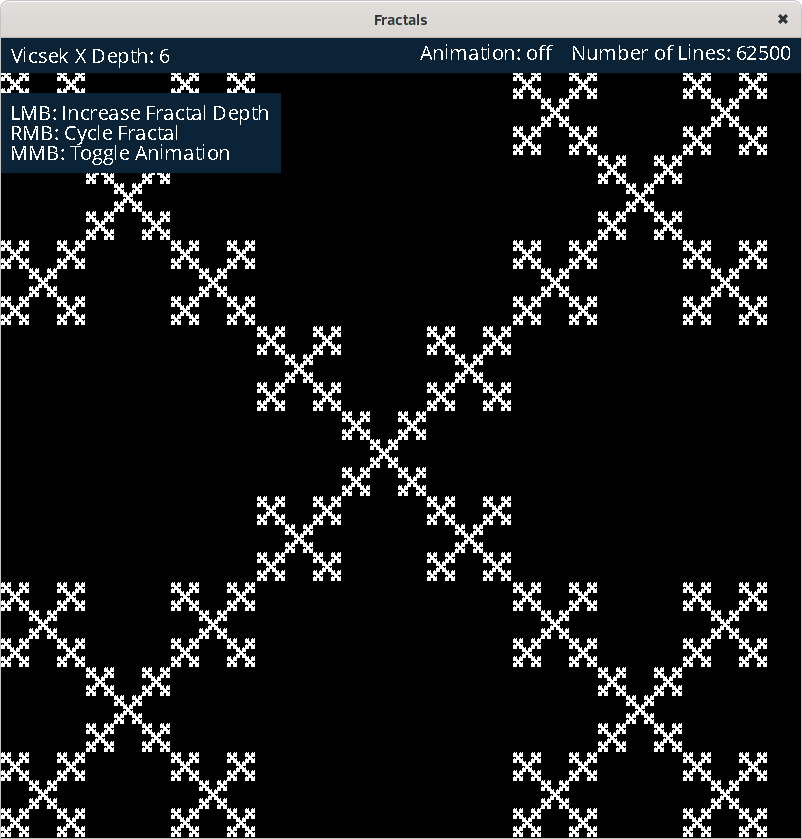 Fractals
Vicsek X Depth: 6
Animation: off
Number of Lines: 62500
LMB: Increase Fractal Depth
RMB: Cycle Fractal
MMB: Toggle Animation